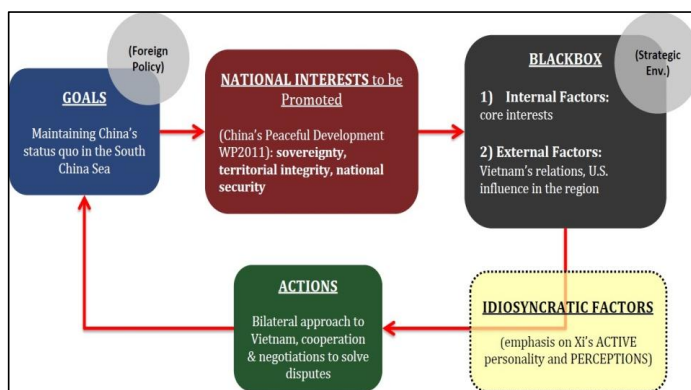 (Foreign
Policy)
GOALS
Maintaining China's
status quo in the South
China Sea
NATIONAL INTERESTS to be
Promoted
(China's Peaceful Development
WP2011): sovereignty,
territorial integrity, national
security
BLACKBOX
(Strategic
Env.)
1) Internal Factors:
core interests
2) External Factors:
Vietnam's relations, U.S.
influence in the region
ACTIONS
Bilateral approach to
Vietnam, cooperation
& negotiations to solve
disputes
IDIOSYNCRATIC FACTORS
(emphasis on Xi's ACTIVE
personality and PERCEPTIONS)